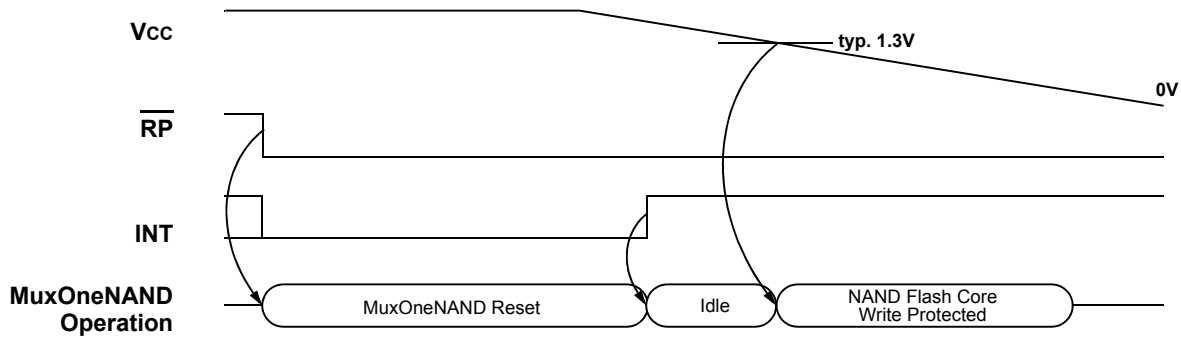 Vcc
typ. 1.3V
0V
RP
INT
MuxOneNAND
Operation
MuxOneNAND Reset
Idle
NAND Flash Core
Write Protected